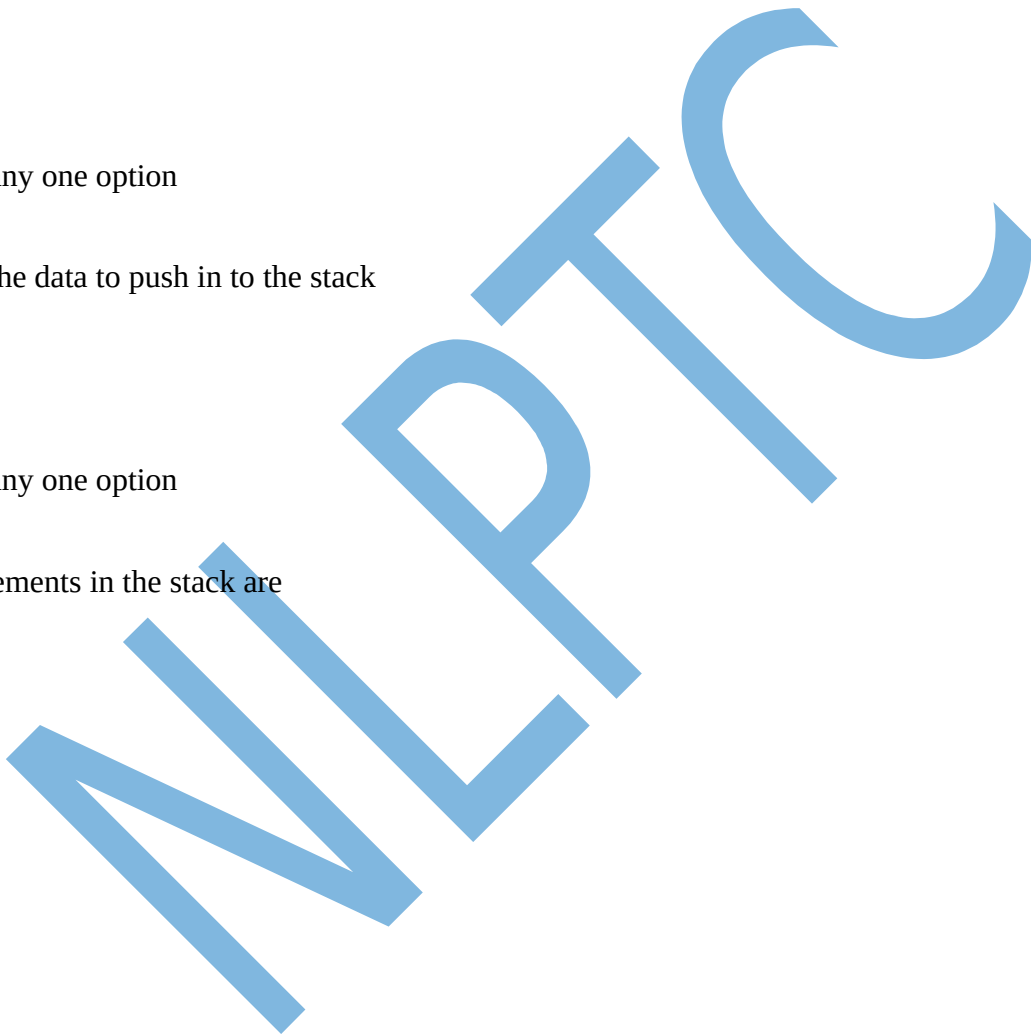 ny one option
he data to push in to the stack
ny one option
ements in the stack are
NLPTC